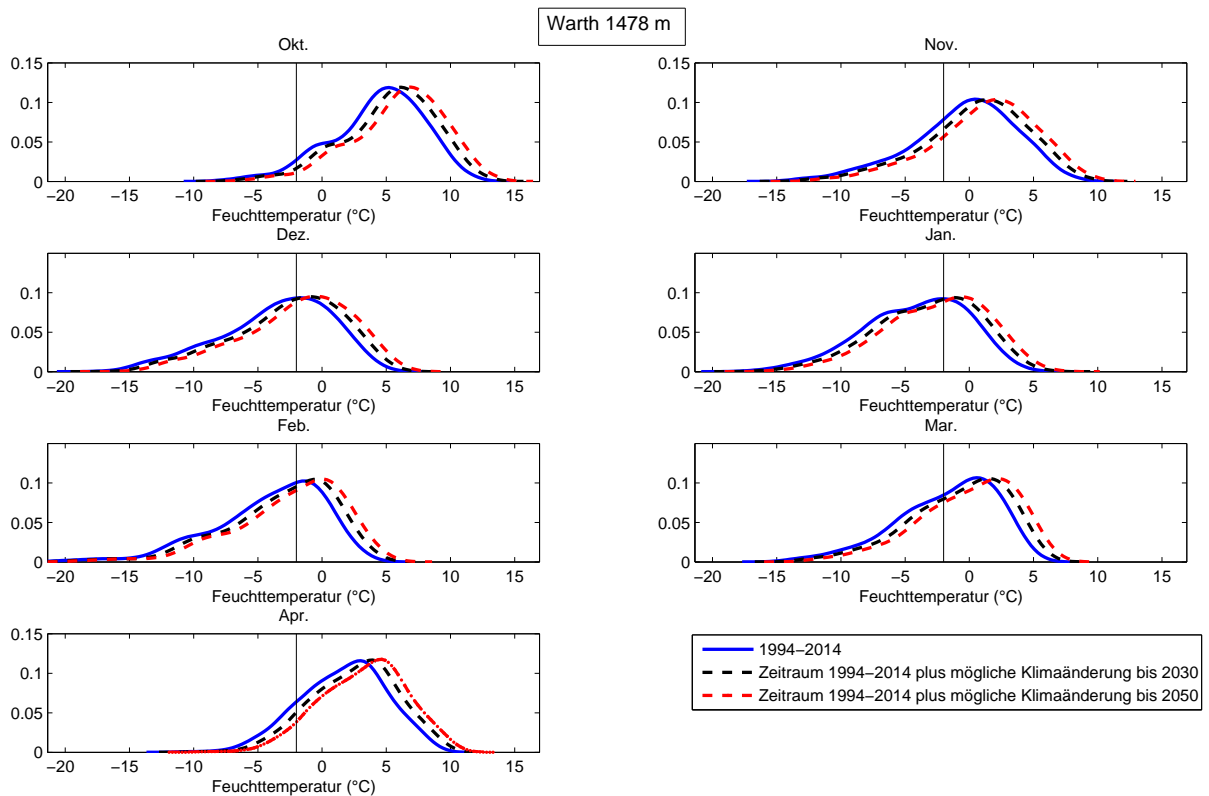 Warth 1478 m
Okt.
0.15
0.1
0.05
0
−20 −15 −10 −5 0 5 10 15
Feuchttemperatur (°C)
Nov.
0.15
0.1
0.05
0
−20 −15 −10 −5 0 5 10 15
Feuchttemperatur (°C)
Dez.
0.1
0.05
0
−20 −15 −10 −5 0 5 10 15
Feuchttemperatur (°C)
Jan.
0.1
0.05
0
−20 −15 −10 −5 0 5 10 15
Feuchttemperatur (°C)
Feb.
0.1
0.05
0
−20 −15 −10 −5 0 5 10 15
Feuchttemperatur (°C)
Mar.
0.1
0.05
0
−20 −15 −10 −5 0 5 10 15
Feuchttemperatur (°C)
Apr.
0.15
0.1
0.05
0
−20 −15 −10 −5 0 5 10 15
Feuchttemperatur (°C)
1994−2014
Zeitraum 1994−2014 plus mögliche Klimaänderung bis 2030
Zeitraum 1994−2014 plus mögliche Klimaänderung bis 2050